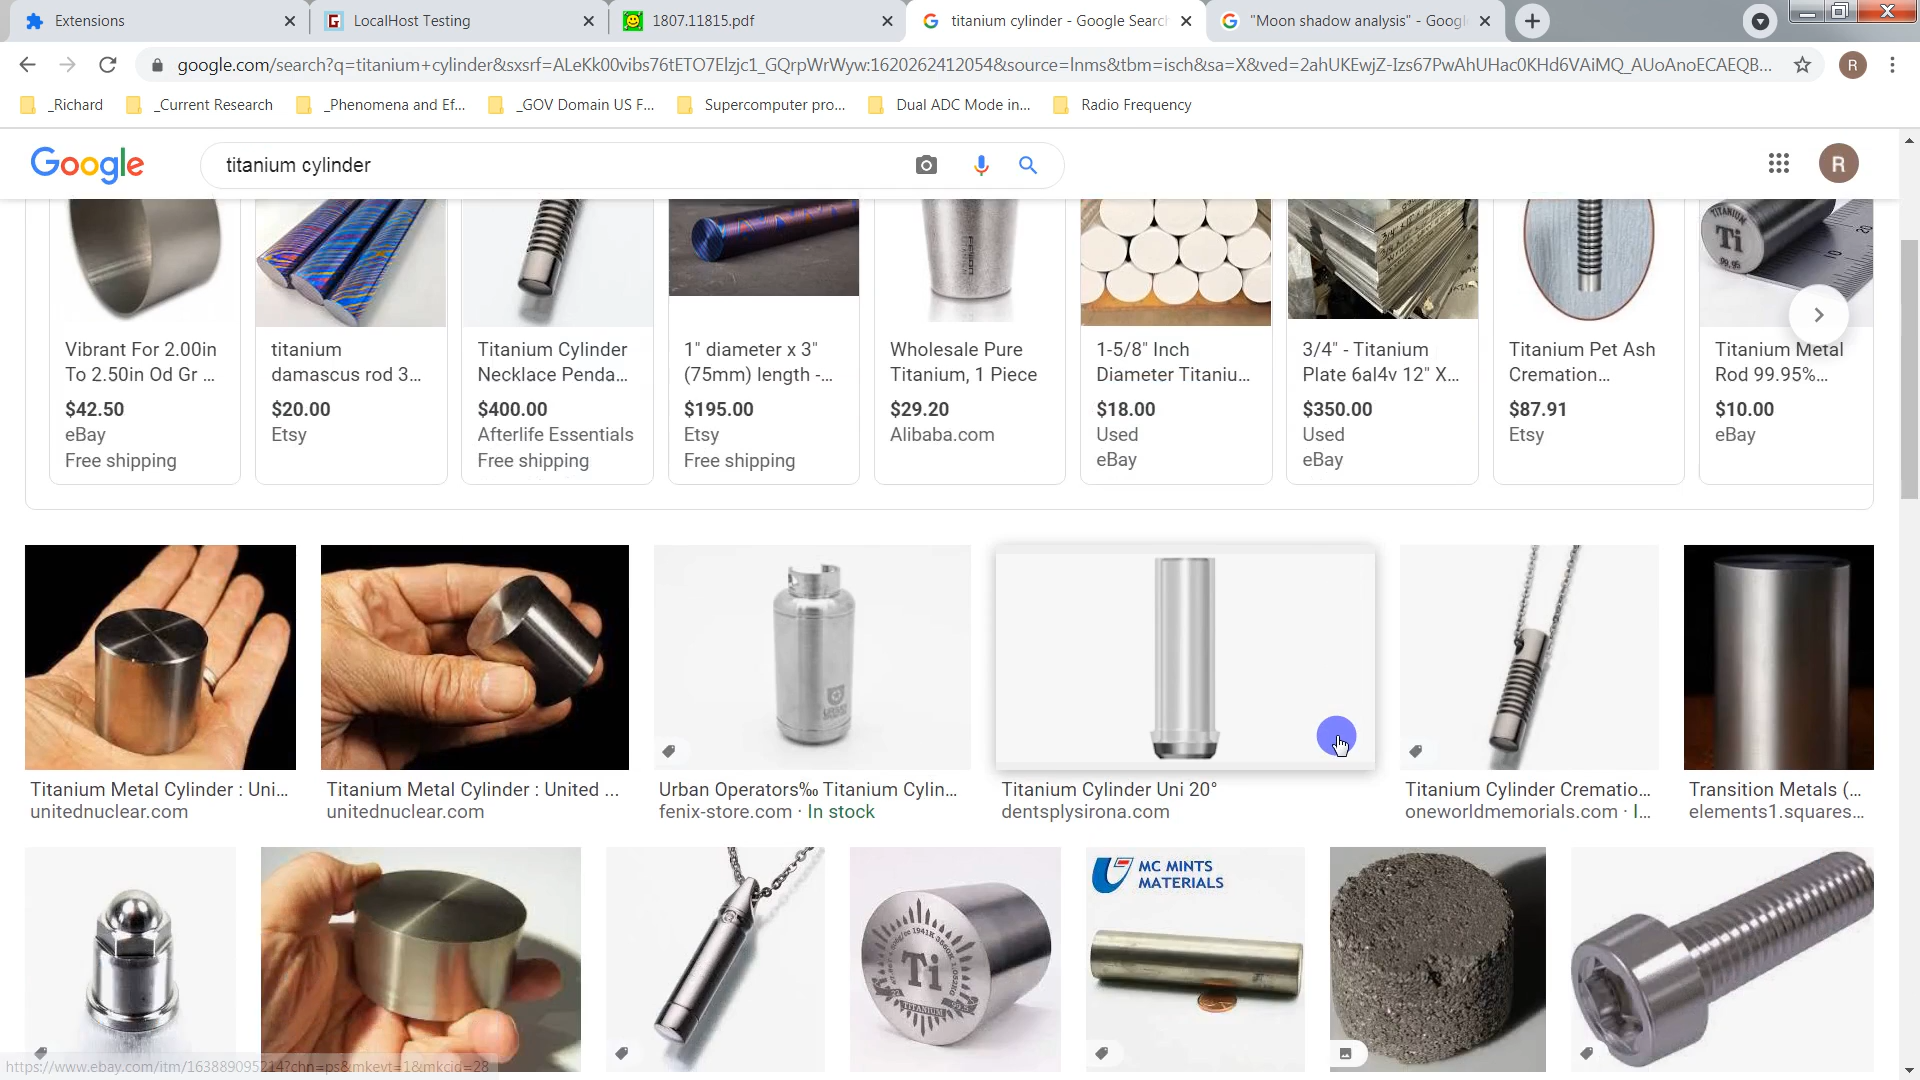 Extensions
LocalHost Testing
1807.11815.pdf
titanium cylinder - Google Search
"Moon shadow analysis" - Googl
google.com/search?q=titanium+cylinder&sxsrf=ALeKk00vibs76tETO7Elzjc1_GQrpWrWyw:1620262412054&source=lnms&tbm=isch&sa=X&ved=2ahUKEwjZ-Izs67PwAhUHac0KHd6VAiMQ_AUoAnoECAEQB...
R
_Richard
_Current Research
_Phenomena and Ef...
_GOV Domain US F...
Supercomputer pro...
Dual ADC Mode in...
Radio Frequency
Google
titanium cylinder
R
TITANIUM
Ti
99.95
Vibrant For 2.00in
To 2.50in Od Gr ...
$42.50
eBay
Free shipping
titanium
damascus rod 3...
$20.00
Etsy
Titanium Cylinder
Necklace Penda...
$400.00
Afterlife Essentials
Free shipping
1" diameter x 3"
(75mm) length -...
$195.00
Etsy
Free shipping
Wholesale Pure
Titanium, 1 Piece
$29.20
Alibaba.com
1-5/8" Inch
Diameter Titaniu...
$18.00
Used
eBay
3/4" - Titanium
Plate 6al4v 12" X...
$350.00
Used
eBay
Titanium Pet Ash
Cremation...
$87.91
Etsy
Titanium Metal
Rod 99.95%...
$10.00
eBay
Titanium Metal Cylinder : Uni...
unitednuclear.com
Titanium Metal Cylinder : United ...
unitednuclear.com
Urban Operators‰ Titanium Cylin...
fenix-store.com · In stock
Titanium Cylinder Uni 20°
dentsplysirona.com
Titanium Cylinder Crematio...
oneworldmemorials.com · I...
Transition Metals (...
elements1.squares...
Ti
TITANIUM
MC MINTS
MATERIALS
https://www.ebay.com/itm/163889095214?chn=ps&mkevt=1&mkcid=28